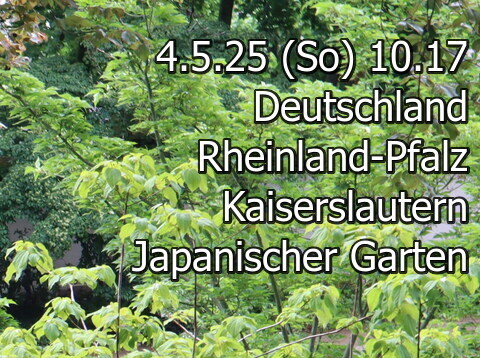 4.5.25 (So) 10.17
Deutschland
Rheinland-Pfalz
Kaiserslautern
Japanischer Garten